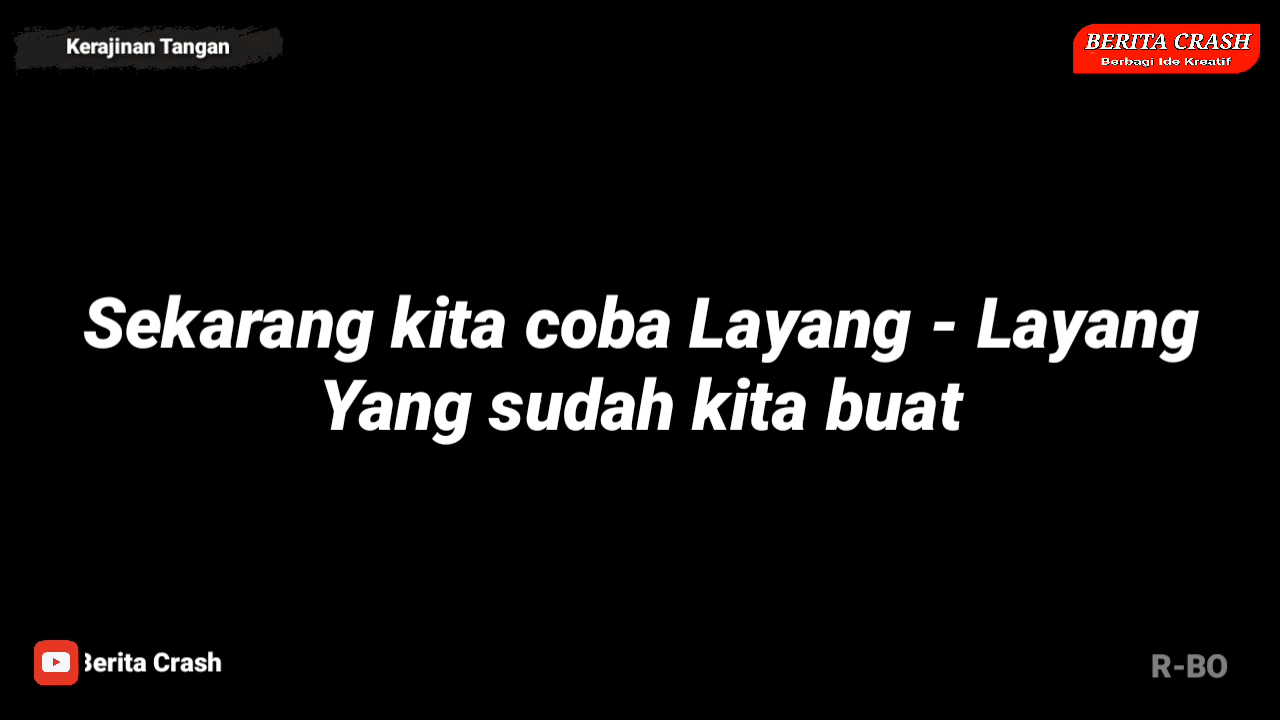 Kerajinan Tangan
BERITA CRASH
Berbagi Ide Kreatif
Sekarang kita coba Layang - Layang
Yang sudah kita buat
Berita Crash
R-BO